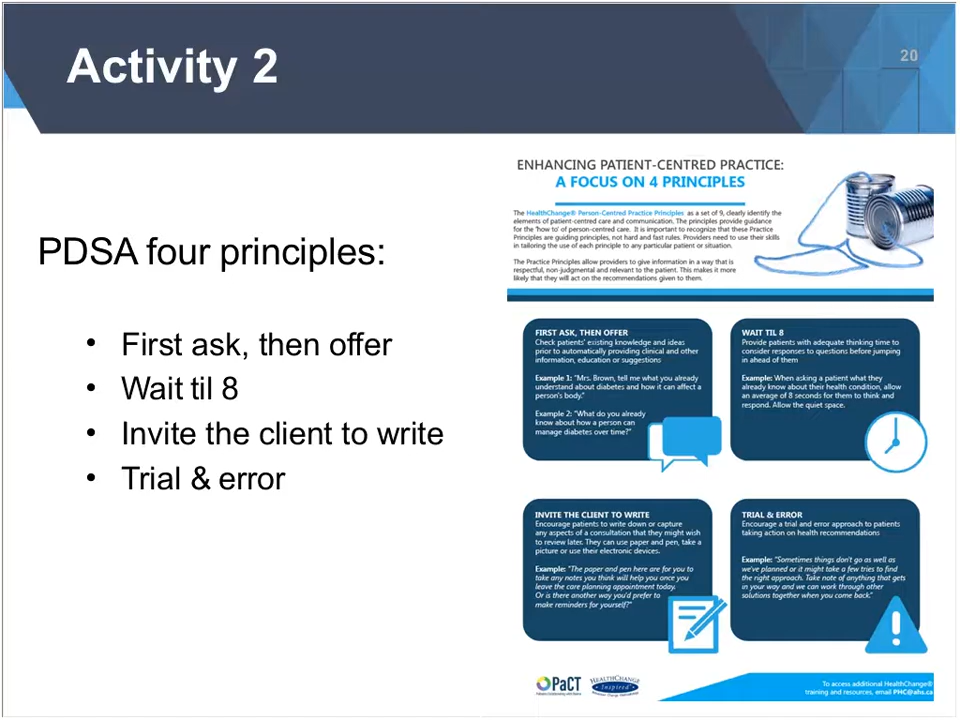 Activity 2
20
PDSA four principles:
• First ask, then offer
• Wait til 8
• Invite the client to write
• Trial & error
ENHANCING PATIENT-CENTRED PRACTICE:
A FOCUS ON 4 PRINCIPLES
The HealthChange® Person-Centred Practice Principles as a set of 9, clearly identify the
elements of patient-centred care and communication. The principles provide guidance
for the 'how to' of person-centred care. It is important to recognize that these Practice
Principles are guiding principles, not hard and fast rules. Providers need to use their skills
in tailoring the use of each principle to any particular patient or situation.
The Practice Principles allow providers to give information in a way that is
respectful, non-judgmental and relevant to the patient. This makes it more
likely that they will act on the recommendations given to them.
FIRST ASK, THEN OFFER
Check patients' existing knowledge and ideas
prior to automatically providing clinical and other
information, education or suggestions
Example 1: "Mrs. Brown, tell me what you already
understand about diabetes and how it can affect a
person's body."
Example 2: "What do you already
know about how a person can
manage diabetes over time?"
WAIT TIL 8
Provide patients with adequate thinking time to
consider responses to questions before jumping
in ahead of them
Example: When asking a patient what they
already know about their health condition, allow
an average of 8 seconds for them to think and
respond. Allow the quiet space.
INVITE THE CLIENT TO WRITE
Encourage patients to write down or capture
any aspects of a consultation that they might wish
to review later. They can use paper and pen, take a
picture or use their electronic devices.
Example: "The paper and pen here are for you to
take any notes you think will help you once you
leave the care planning appointment today.
Or is there another way you'd prefer to
make reminders for yourself?"
TRIAL & ERROR
Encourage a trial and error approach to patients
taking action on health recommendations
Example: "Sometimes things don't go as well as
we've planned or it might take a few tries to find
the right approach. Take note of anything that gets
in your way and we can work through other
solutions together when you come back."
PaCT
HEALTHCHANGE
Inspired
To access additional HealthChange®
training and resources, email PHC@ahs.ca